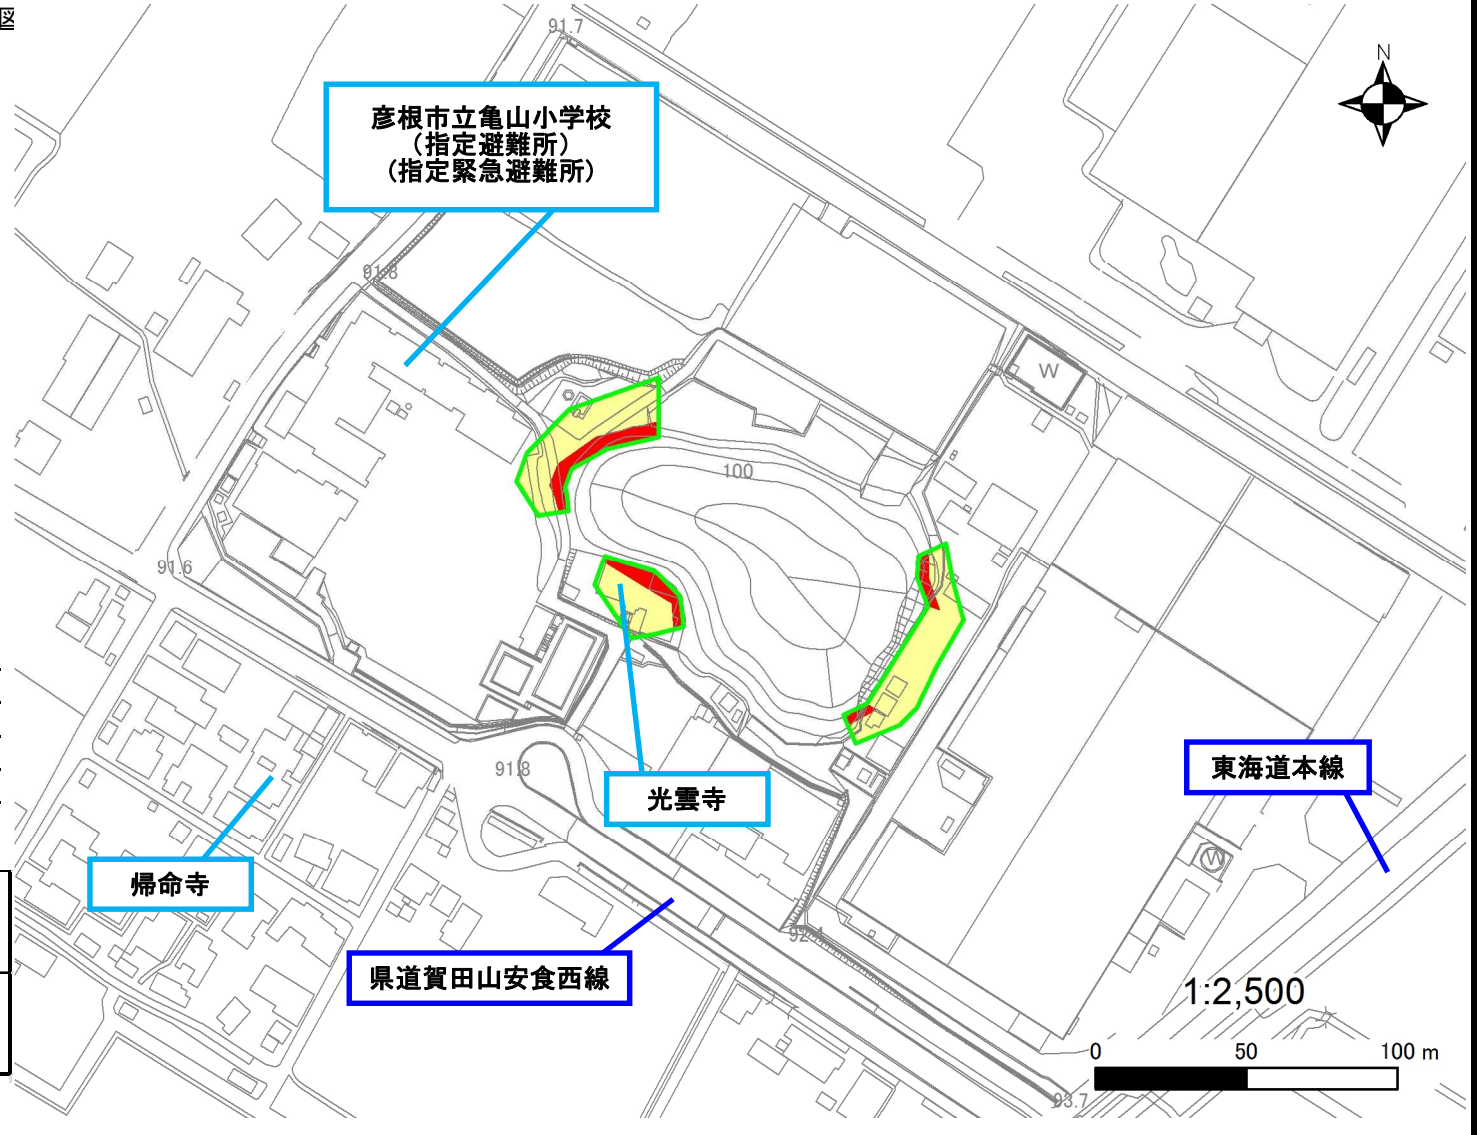 図
91.7
N
彦根市立亀山小学校
（指定避難所）
（指定緊急避難所）
91.8
W
100
91.6
91.8
東海道本線
光雲寺
帰命寺
W
92.4
県道賀田山安食西線
1:2,500
0 50 100 m
93.7